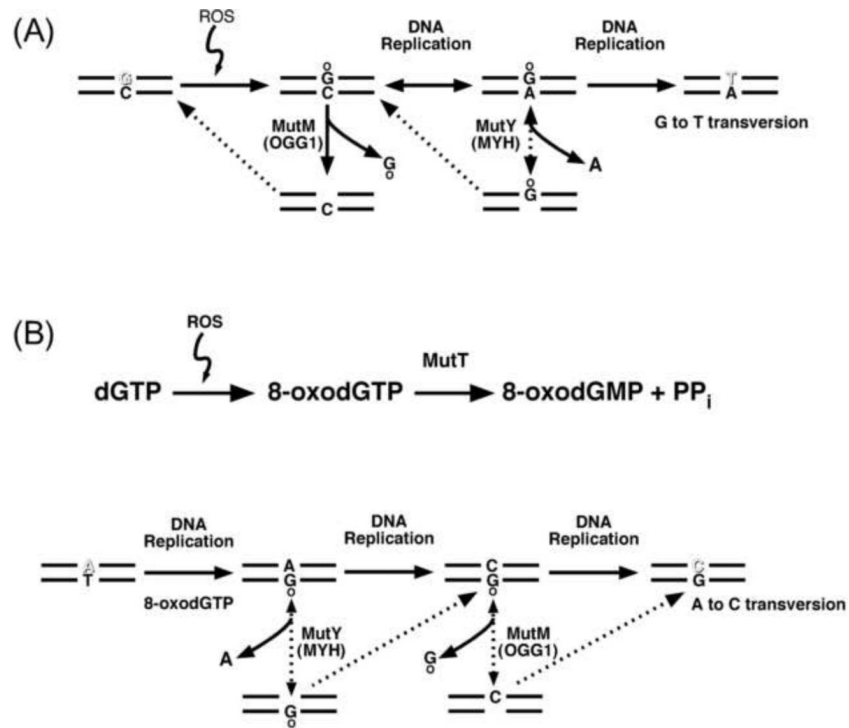 (A)
ROS
DNA Replication
DNA Replication
G
C
o
G
C
o
G
A
T
A
G to T transversion
MutM
(OGG1)
G
o
MutY
(MYH)
A
C
o
G
(B)
ROS
dGTP
8-oxodGTP
MutT
8-oxodGMP + PPi
DNA
Replication
DNA
Replication
DNA
Replication
A
T
8-oxodGTP
A
G
o
C
G
o
C
G
A to C transversion
A
MutY
(MYH)
G
o
MutM
(OGG1)
G
o
C